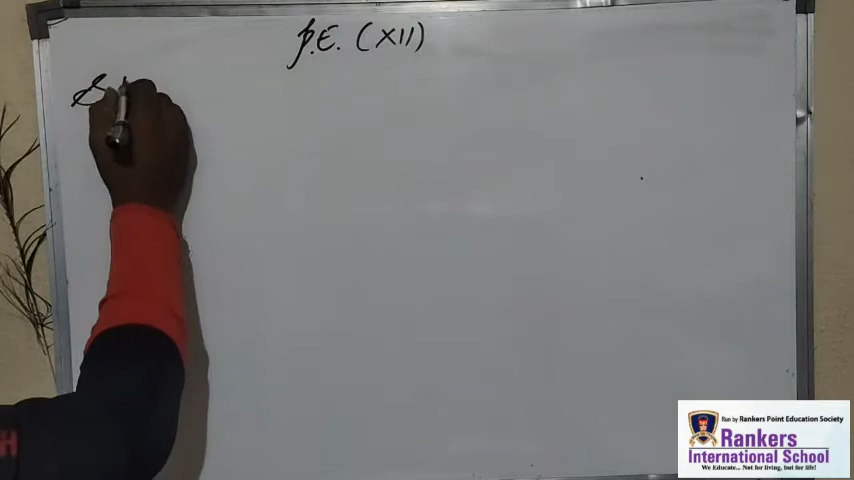 P.E. (XII)
H
Run by Rankers Point Education Society
Rankers
International School
We Educate... Not for living, but for life!